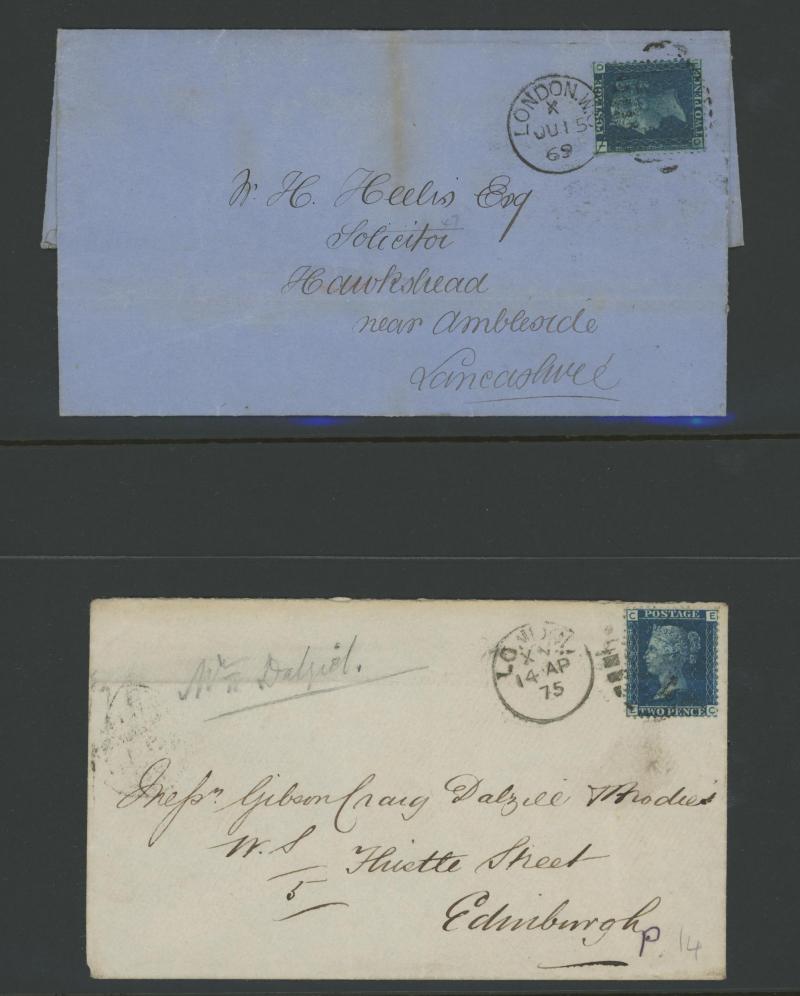 LONDON.W.
X
JU 15
69
POSTAGE
TWO PENCE
W. H. Heelis Esq
Solicitor
Hawkshead
near Ambleside
Lancashire
POSTAGE
C E
TWO PENCE
E C
LONDON
X
14 AP
75
Dalziel.
Messrs. Gibson Craig Dalziel & Brodies
W.S
5 Thistle Street
Edinburgh
P. 14